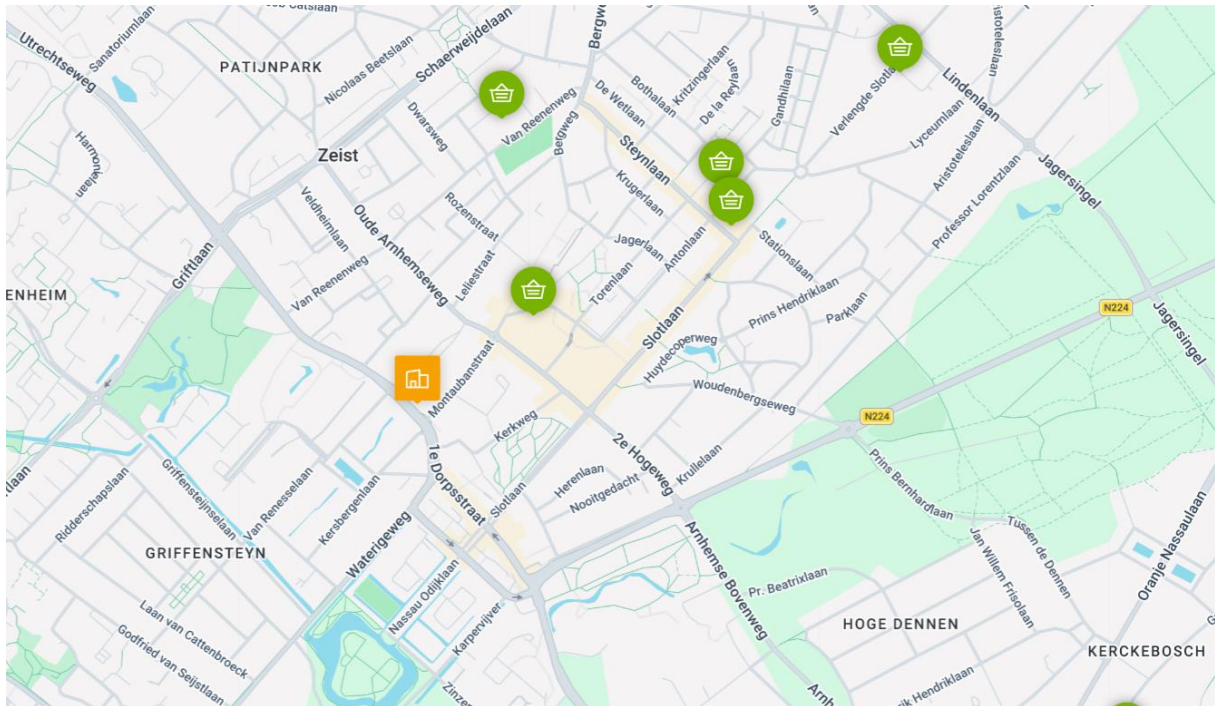 Utrechtseweg
Sanatoriumlaan
PATIJNPARK
Nicolaas Beetslaan
Schaerweijdelaan
Bergweg
Kritzingerlaan
Bothalaan
De la Reylaan
De Wetlaan
Gandhilaan
Verlengde Slotlaan
Lindenlaan
Aristoteleslaan
Lyceumlaan
Jagersingel
Harmonielaan
Dwarsweg
Van Reenenweg
Bergweg
Steynlaan
Zeist
Krugerlaan
Professor Lorentzlaan
Veldheimlaan
Oude Arnhemseweg
Rozenstraat
Jagerlaan
Antonlaan
Stationslaan
Griftlaan
Van Reenenweg
Leliestraat
Torenlaan
Prins Hendriklaan
Parklaan
ENHEIM
N224
Jagersingel
Slotlaan
Huydecoperweg
Montaubanstraat
Woudenbergseweg
N224
Kerkweg
1e Dorpsstraat
2e Hogeweg
Krullelaan
Herenlaan
Nooitgedacht
Slotlaan
Prins Bernhardlaan
Tussen de Dennen
Jan Willem Frisolaan
Oranje Nassaulaan
Ridderschapslaan
Griffensteijnselaan
Van Renesselaan
Kersbergenlaan
GRIFFENSTEYN
Waterigeweg
Arnhemse Bovenweg
Pr. Beatrixlaan
Nassau Odijklaan
Karpervijver
Laan van Cattenbroeck
Godfried van Seijstlaan
HOGE DENNEN
KERCKEBOSCH